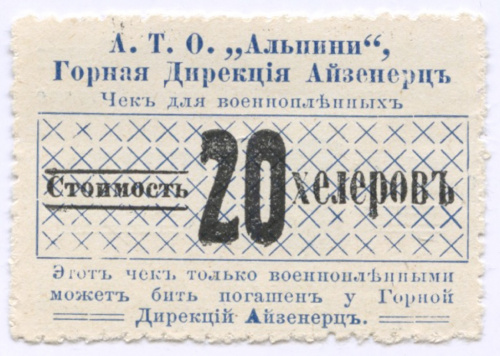 А. Т. О. „Альпини“,
Горная Дирекція Айзенерцъ
Чекъ для военноплѣнныхъ
Стоимость 20 хелеровъ
Этотъ чекъ только военноплѣнными
можетъ бить погашенъ у Горной
Дирекцій Айзенерцъ.